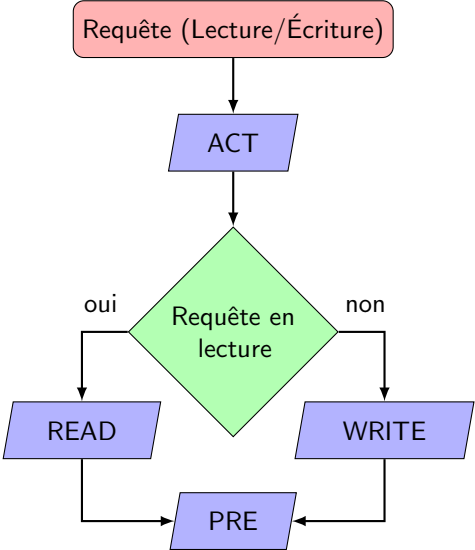 Requête (Lecture/Écriture)
ACT
oui
non
Requête en
lecture
READ
WRITE
PRE